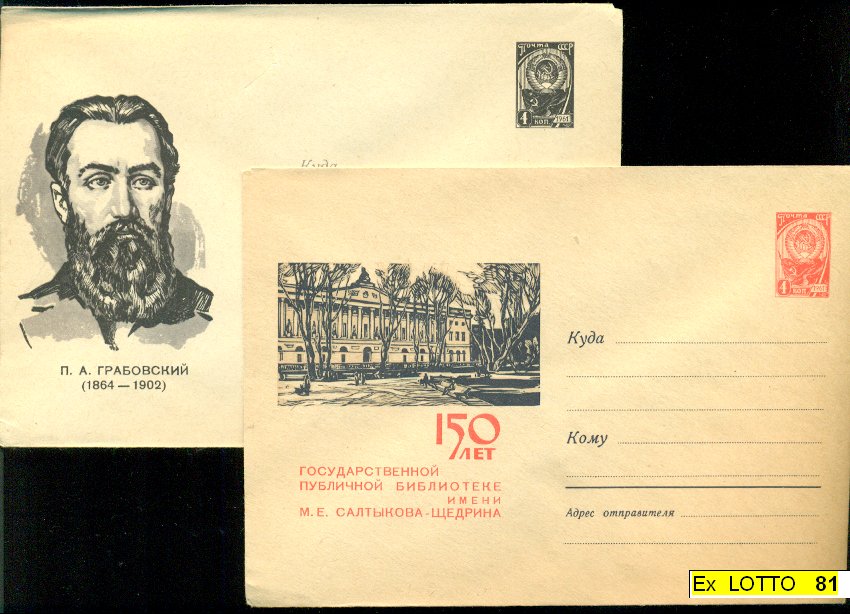 ПОЧТА СССР
4 КОП. 1961
Куда
П. А. ГРАБОВСКИЙ
(1864 — 1902)
ПОЧТА СССР
4 КОП. 1961
150
ЛЕТ
ГОСУДАРСТВЕННОЙ
ПУБЛИЧНОЙ БИБЛИОТЕКЕ
ИМЕНИ
М. Е. САЛТЫКОВА-ЩЕДРИНА
Куда
Кому
Адрес отправителя
Ex LOTTO 81